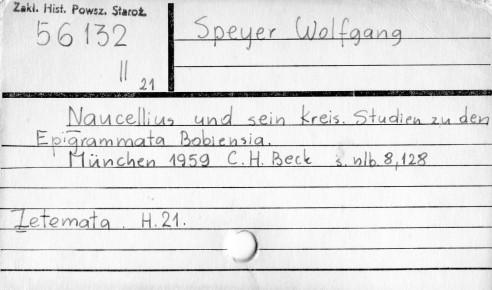 Zakł. Hist. Powsz. Staroż.
56132
II
21
Speyer Wolfgang
Naucellius und sein Kreis. Studien zu den
Epigrammata Bobiensia.
München 1959 C.H. Beck s. nlb. 8,128
Zetemata. H.21.